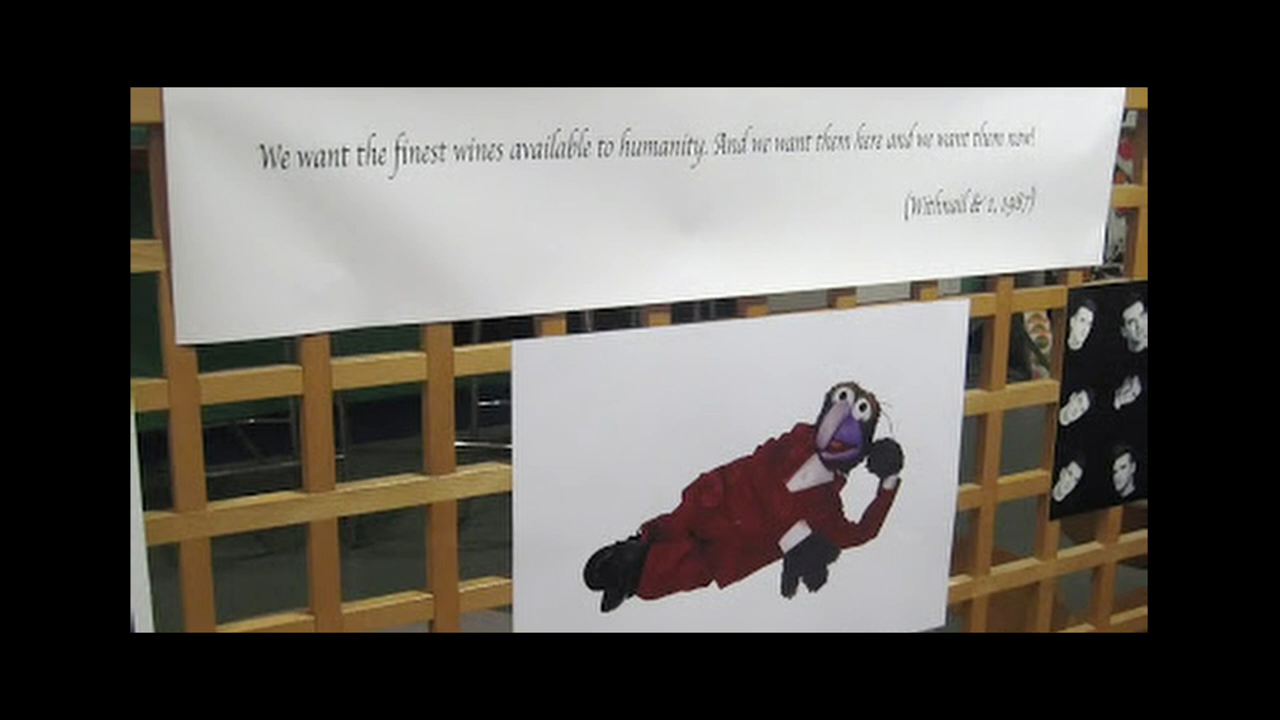 We want the finest wines available to humanity. And we want them here and we want them now!
(Withnail & I, 1987)